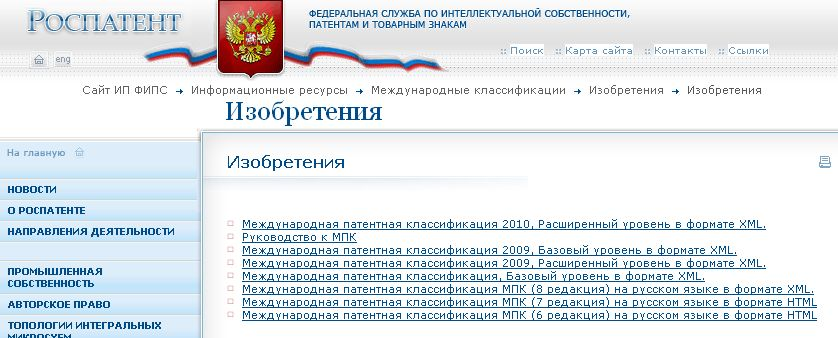 РОСПАТЕНТ
ФЕДЕРАЛЬНАЯ СЛУЖБА ПО ИНТЕЛЛЕКТУАЛЬНОЙ СОБСТВЕННОСТИ,
ПАТЕНТАМ И ТОВАРНЫМ ЗНАКАМ
:: Поиск :: Карта сайта :: Контакты :: Ссылки
eng
Сайт ИП ФИПС → Информационные ресурсы → Международные классификации → Изобретения → Изобретения
Изобретения
На главную
Изобретения
НОВОСТИ
О РОСПАТЕНТЕ
НАПРАВЛЕНИЯ ДЕЯТЕЛЬНОСТИ
ПРОМЫШЛЕННАЯ
СОБСТВЕННОСТЬ
АВТОРСКОЕ ПРАВО
ТОПОЛОГИИ ИНТЕГРАЛЬНЫХ
МИКРОСХЕМ
Международная патентная классификация 2010, Расширенный уровень в формате XML.
Руководство к МПК
Международная патентная классификация 2009, Базовый уровень в формате XML.
Международная патентная классификация 2009, Расширенный уровень в формате XML.
Международная патентная классификация, Базовый уровень в формате XML.
Международная патентная классификация МПК (8 редакция) на русском языке в формате XML.
Международная патентная классификация МПК (7 редакция) на русском языке в формате HTML
Международная патентная классификация МПК (6 редакция) на русском языке в формате HTML